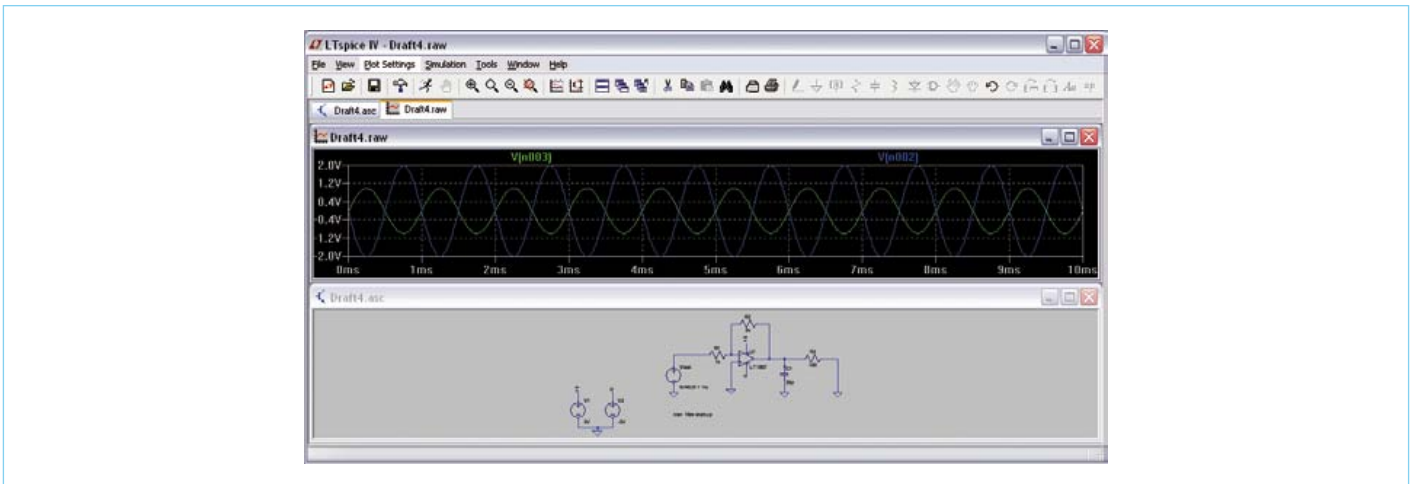 LTspice IV - Draft4.raw
File View Plot Settings Simulation Tools Window Help
Draft4.asc Draft4.raw
Draft4.raw
V(n003) V(n002)
2.0V
1.2V
0.4V
-0.4V
-1.2V
-2.0V
0ms 1ms 2ms 3ms 4ms 5ms 6ms 7ms 8ms 9ms 10ms
Draft4.asc
V1 V2